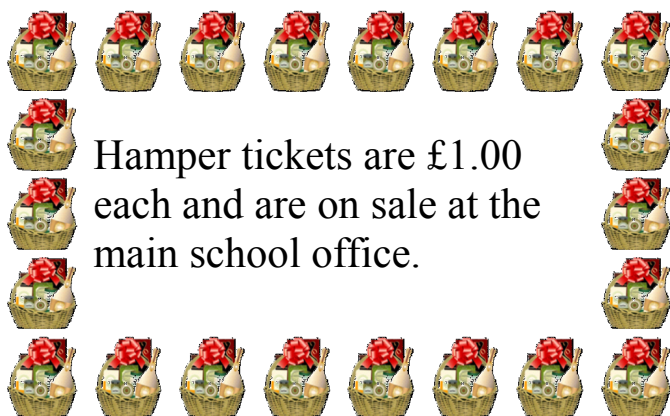 Hamper tickets are £1.00
each and are on sale at the
main school office.